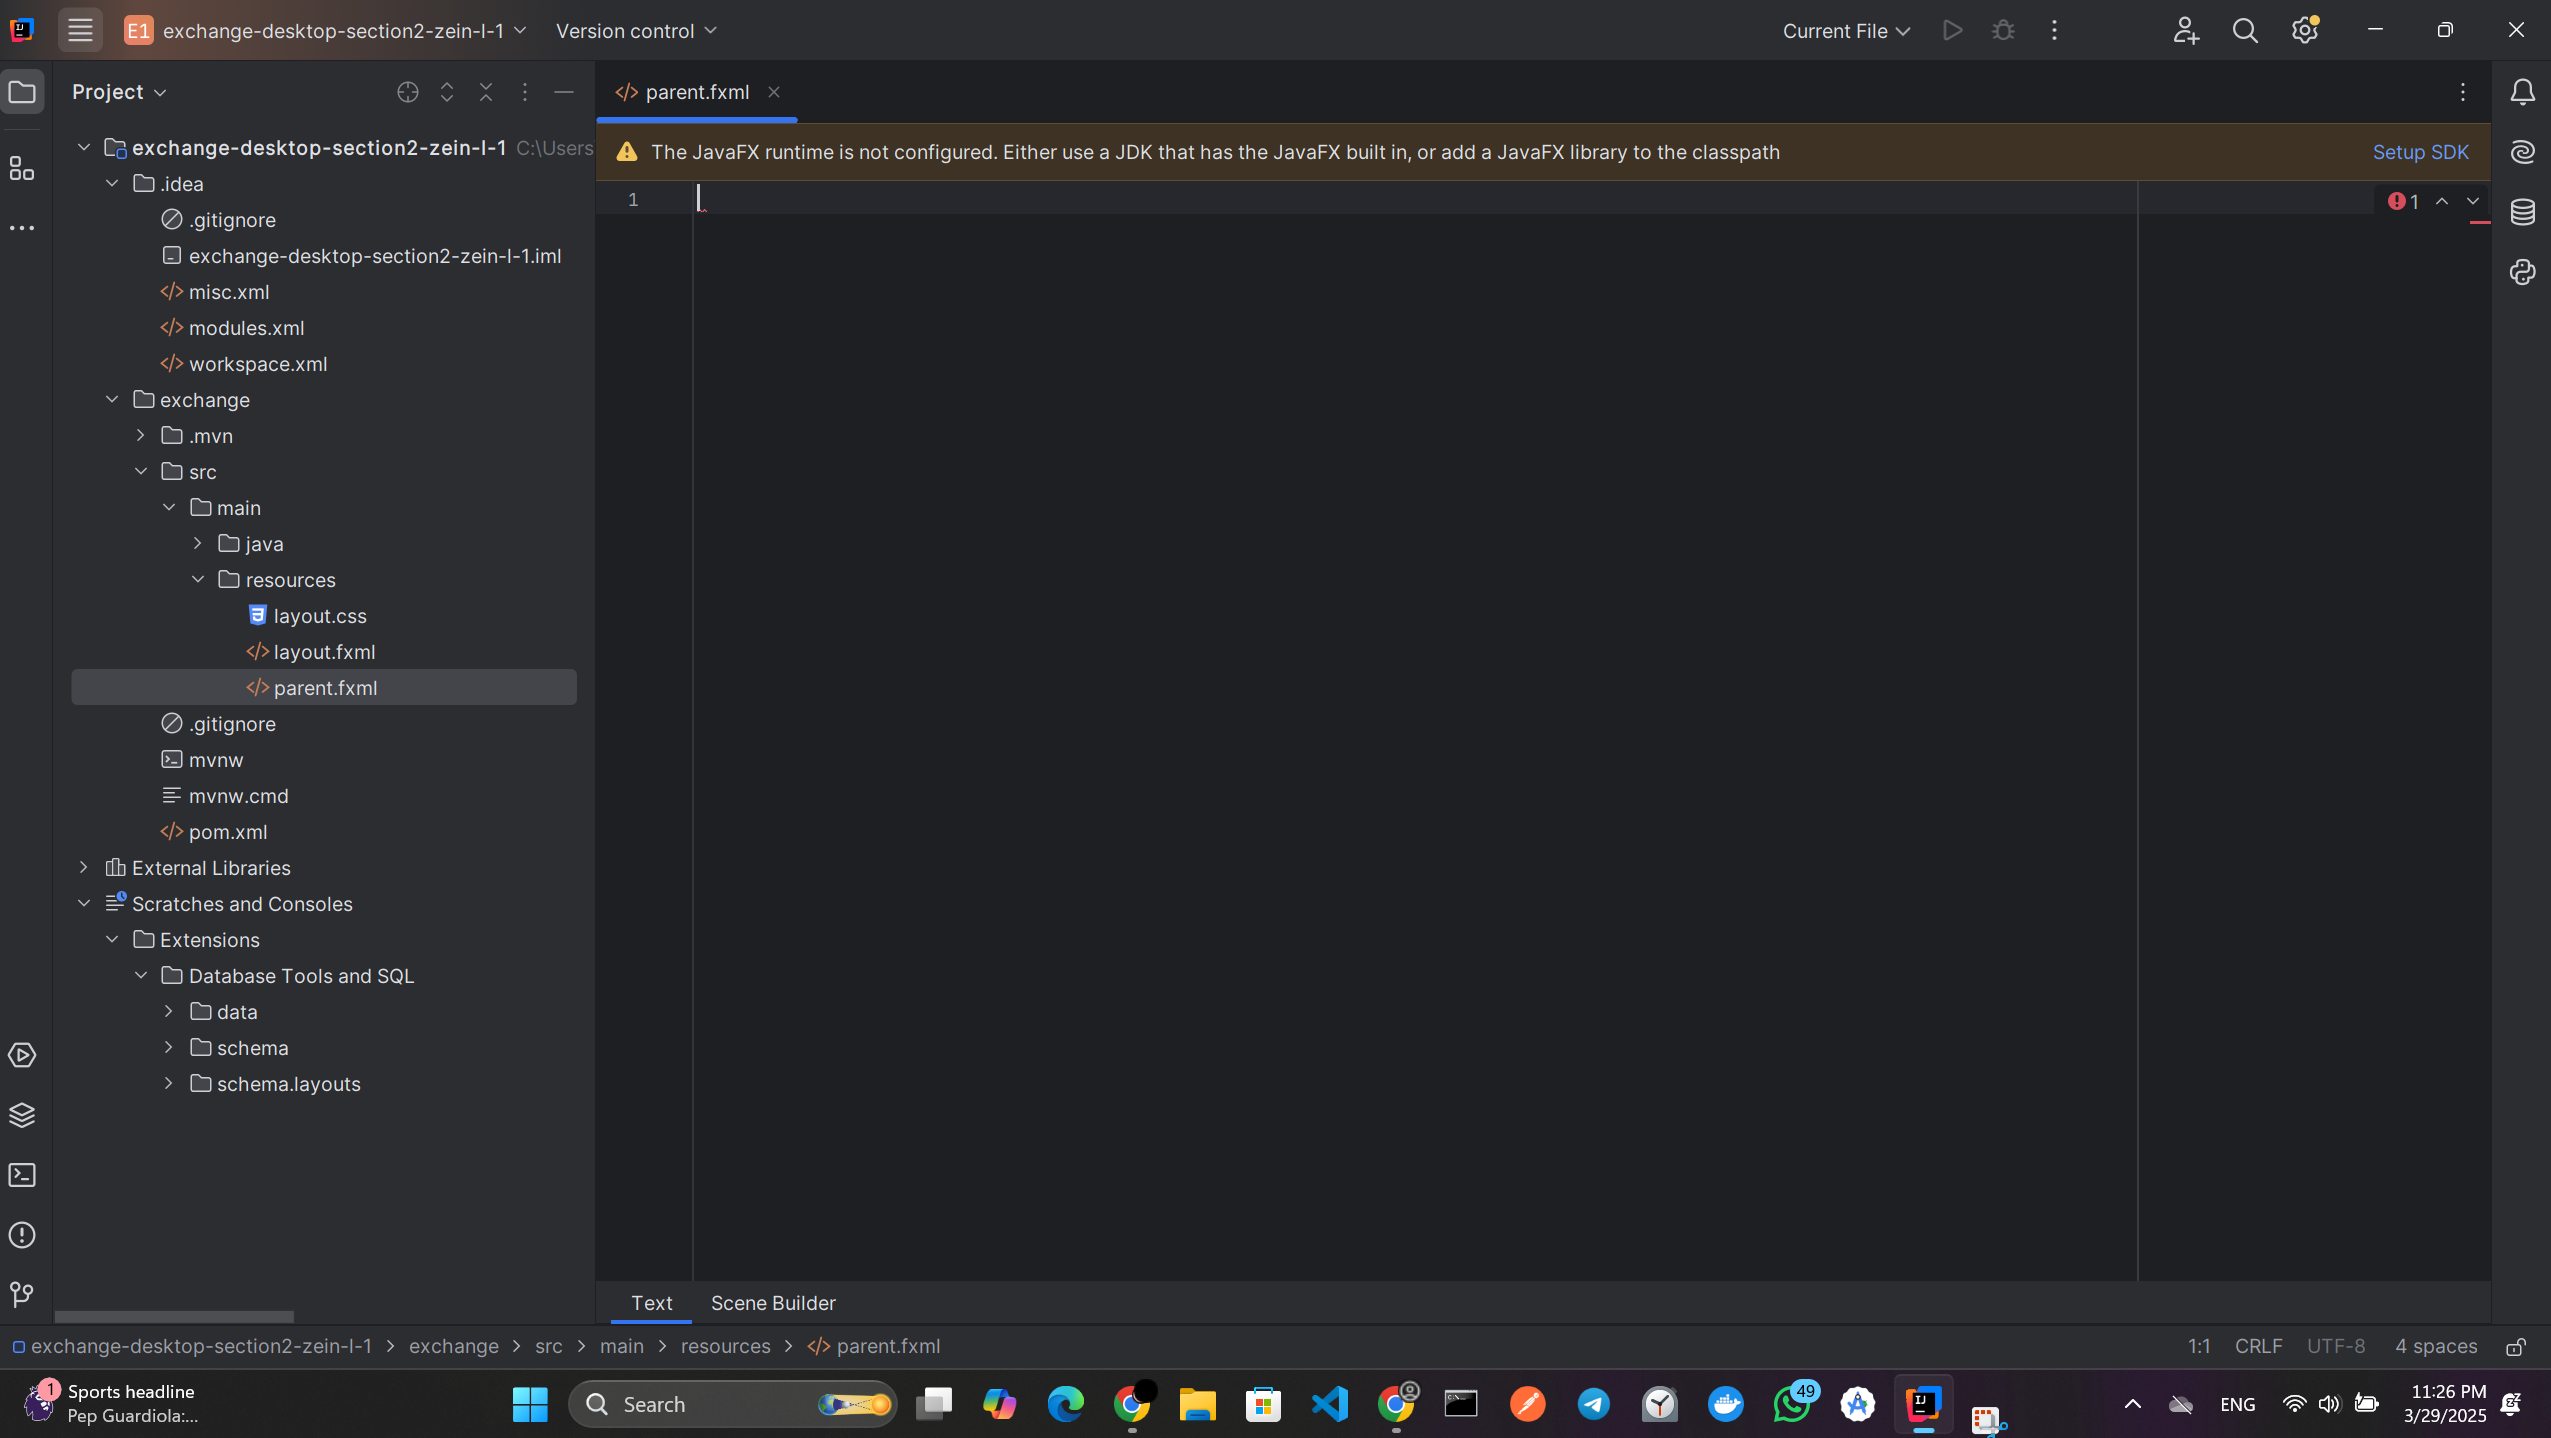 E1 exchange-desktop-section2-zein-l-1 Version control Current File
Project
parent.fxml
exchange-desktop-section2-zein-l-1 C:\Users
.idea
.gitignore
exchange-desktop-section2-zein-l-1.iml
misc.xml
modules.xml
workspace.xml
exchange
.mvn
src
main
java
resources
layout.css
layout.fxml
parent.fxml
.gitignore
mvnw
mvnw.cmd
pom.xml
External Libraries
Scratches and Consoles
Extensions
Database Tools and SQL
data
schema
schema.layouts
The JavaFX runtime is not configured. Either use a JDK that has the JavaFX built in, or add a JavaFX library to the classpath Setup SDK
1
1
Text Scene Builder
exchange-desktop-section2-zein-l-1 > exchange > src > main > resources > parent.fxml
1:1 CRLF UTF-8 4 spaces
1
Sports headline
Pep Guardiola:...
Search
49
ENG
11:26 PM
3/29/2025